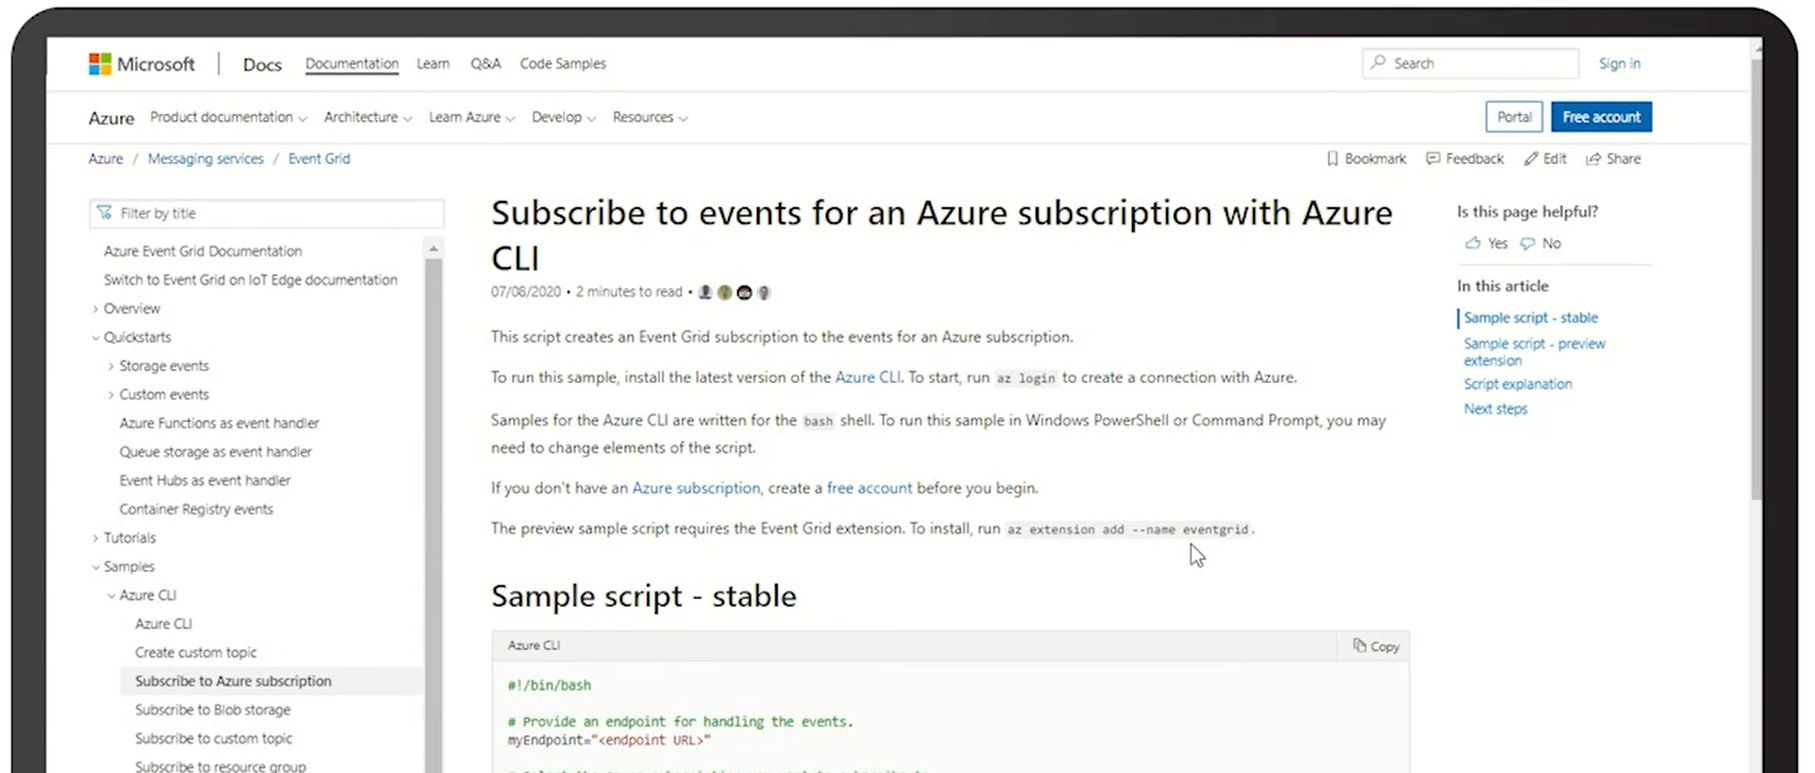 Microsoft Docs Documentation Learn Q&A Code Samples Search Sign in
Azure Product documentation Architecture Learn Azure Develop Resources Portal Free account
Azure / Messaging services / Event Grid Bookmark Feedback Edit Share
Filter by title
Azure Event Grid Documentation
Switch to Event Grid on IoT Edge documentation
Overview
Quickstarts
Storage events
Custom events
Azure Functions as event handler
Queue storage as event handler
Event Hubs as event handler
Container Registry events
Tutorials
Samples
Azure CLI
Azure CLI
Create custom topic
Subscribe to Azure subscription
Subscribe to Blob storage
Subscribe to custom topic
Subscribe to resource group
Subscribe to events for an Azure subscription with Azure
CLI
07/08/2020 • 2 minutes to read •
This script creates an Event Grid subscription to the events for an Azure subscription.
To run this sample, install the latest version of the Azure CLI. To start, run az login to create a connection with Azure.
Samples for the Azure CLI are written for the bash shell. To run this sample in Windows PowerShell or Command Prompt, you may
need to change elements of the script.
If you don't have an Azure subscription, create a free account before you begin.
The preview sample script requires the Event Grid extension. To install, run az extension add --name eventgrid.
Sample script - stable
Azure CLI Copy
#!/bin/bash
# Provide an endpoint for handling the events.
myEndpoint="<endpoint URL>"
Is this page helpful?
Yes No
In this article
Sample script - stable
Sample script - preview
extension
Script explanation
Next steps